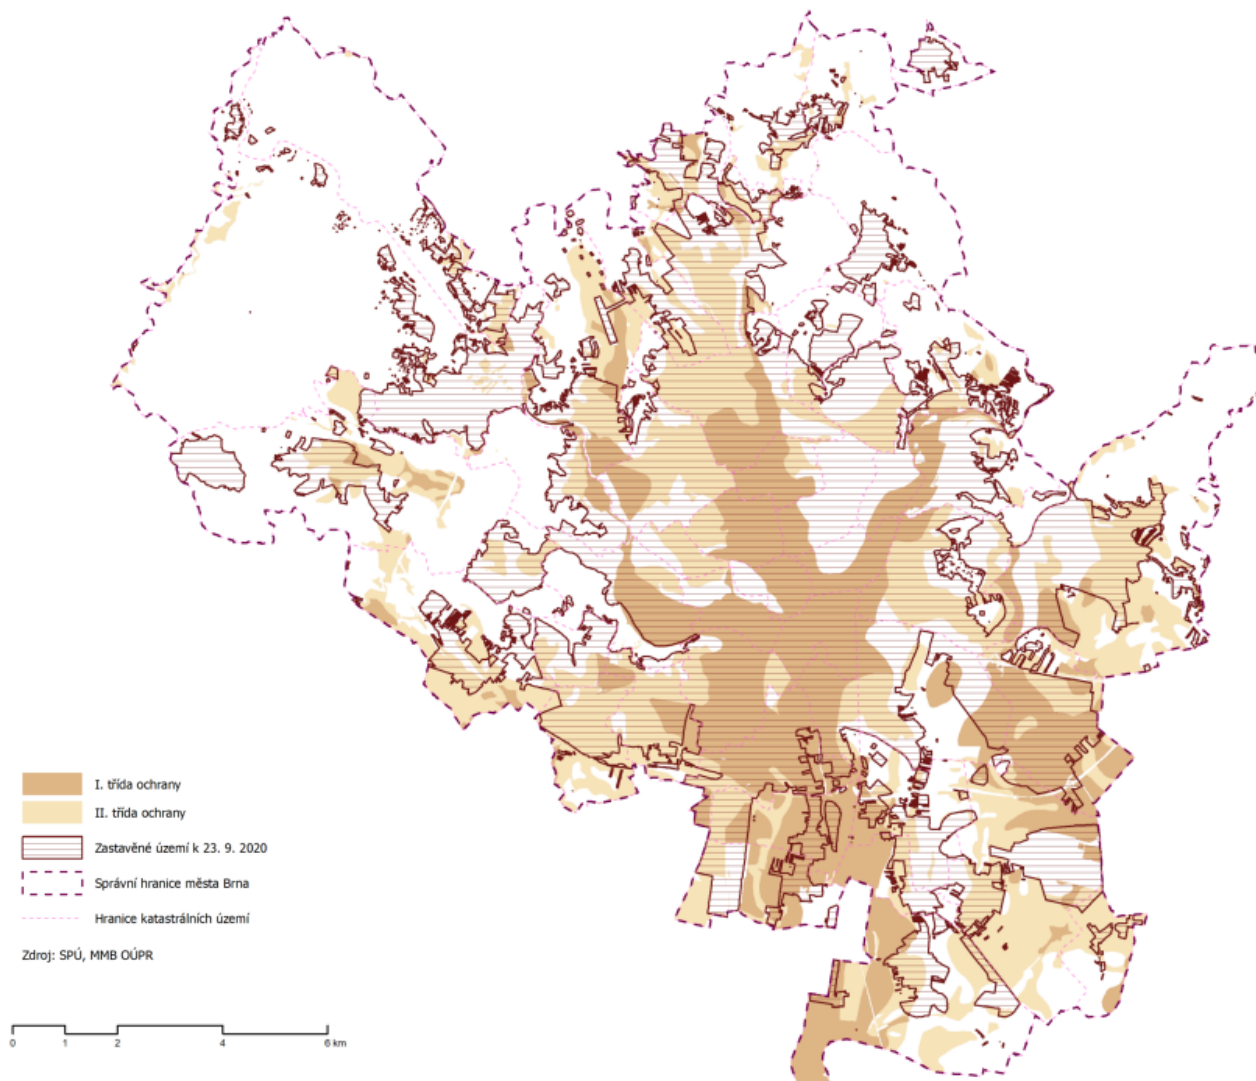 I. třída ochrany
II. třída ochrany
Zastavěné území k 23. 9. 2020
Správní hranice města Brna
Hranice katastrálních území
Zdroj: SPÚ, MMB OÚPR
0 1 2 4 6 km